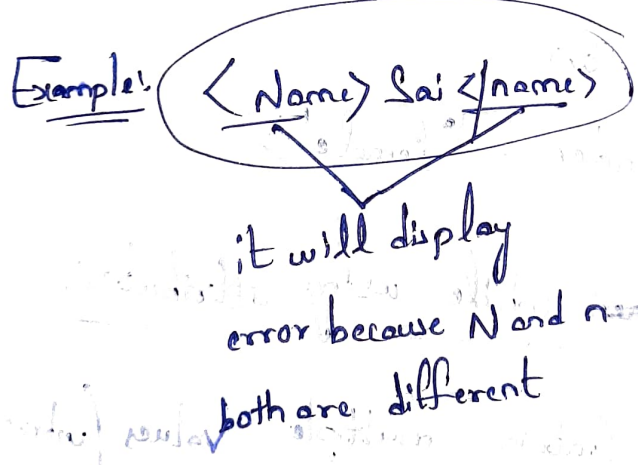 Example: <Name> Sai </name>
it will display
error because N and n
both are different